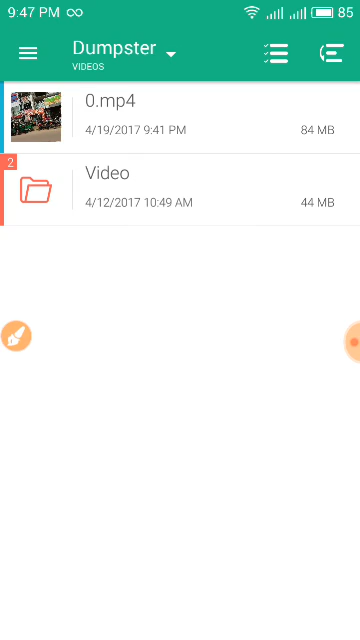 9:47 PM
85
Dumpster
VIDEOS
0.mp4
4/19/2017 9:41 PM
84 MB
2
Video
4/12/2017 10:49 AM
44 MB